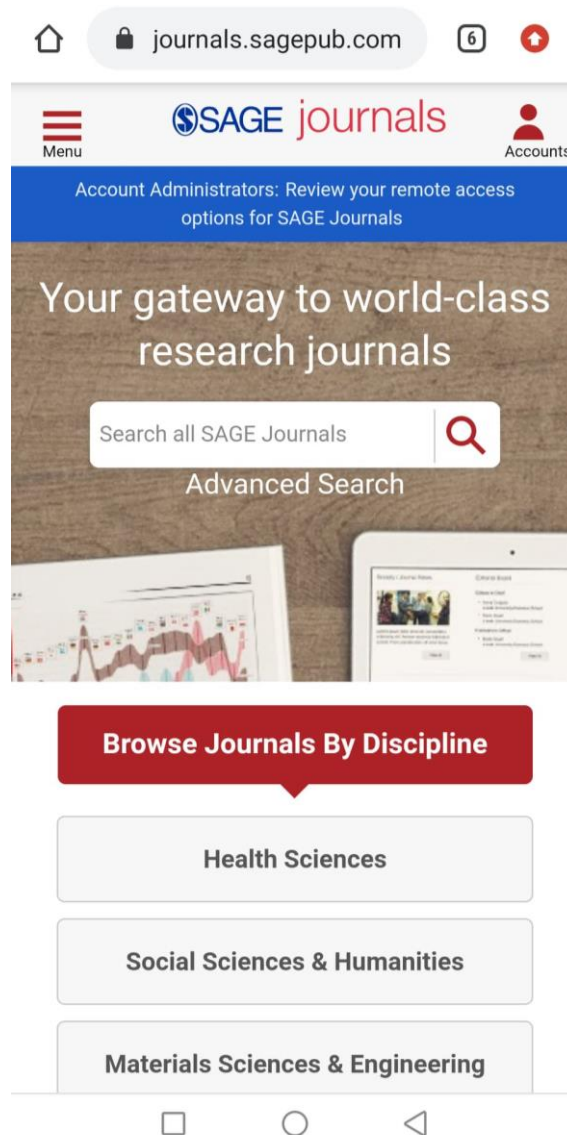 journals.sagepub.com
6
SAGE journals
Menu
Accounts
Account Administrators: Review your remote access
options for SAGE Journals
Your gateway to world-class
research journals
Search all SAGE Journals
Advanced Search
Browse Journals By Discipline
Health Sciences
Social Sciences & Humanities
Materials Sciences & Engineering